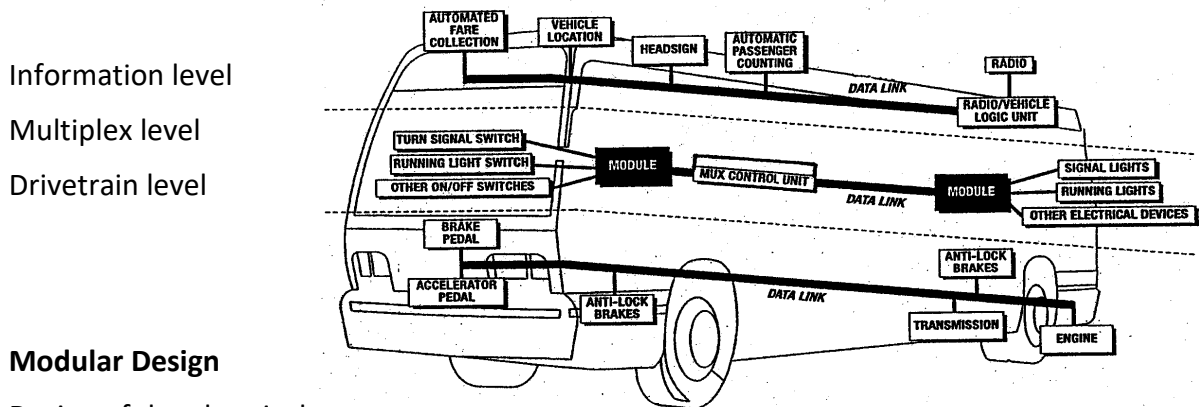 Information level
Multiplex level
Drivetrain level
Modular Design
AUTOMATED
FARE
COLLECTION
VEHICLE
LOCATION
HEADSIGN
AUTOMATIC
PASSENGER
COUNTING
RADIO
DATA LINK
RADIO/VEHICLE
LOGIC UNIT
TURN SIGNAL SWITCH
RUNNING LIGHT SWITCH
OTHER ON/OFF SWITCHES
MODULE
MUX CONTROL UNIT
DATA LINK
MODULE
SIGNAL LIGHTS
RUNNING LIGHTS
OTHER ELECTRICAL DEVICES
BRAKE
PEDAL
ACCELERATOR
PEDAL
ANTI-LOCK
BRAKES
DATA LINK
ANTI-LOCK
BRAKES
TRANSMISSION
ENGINE